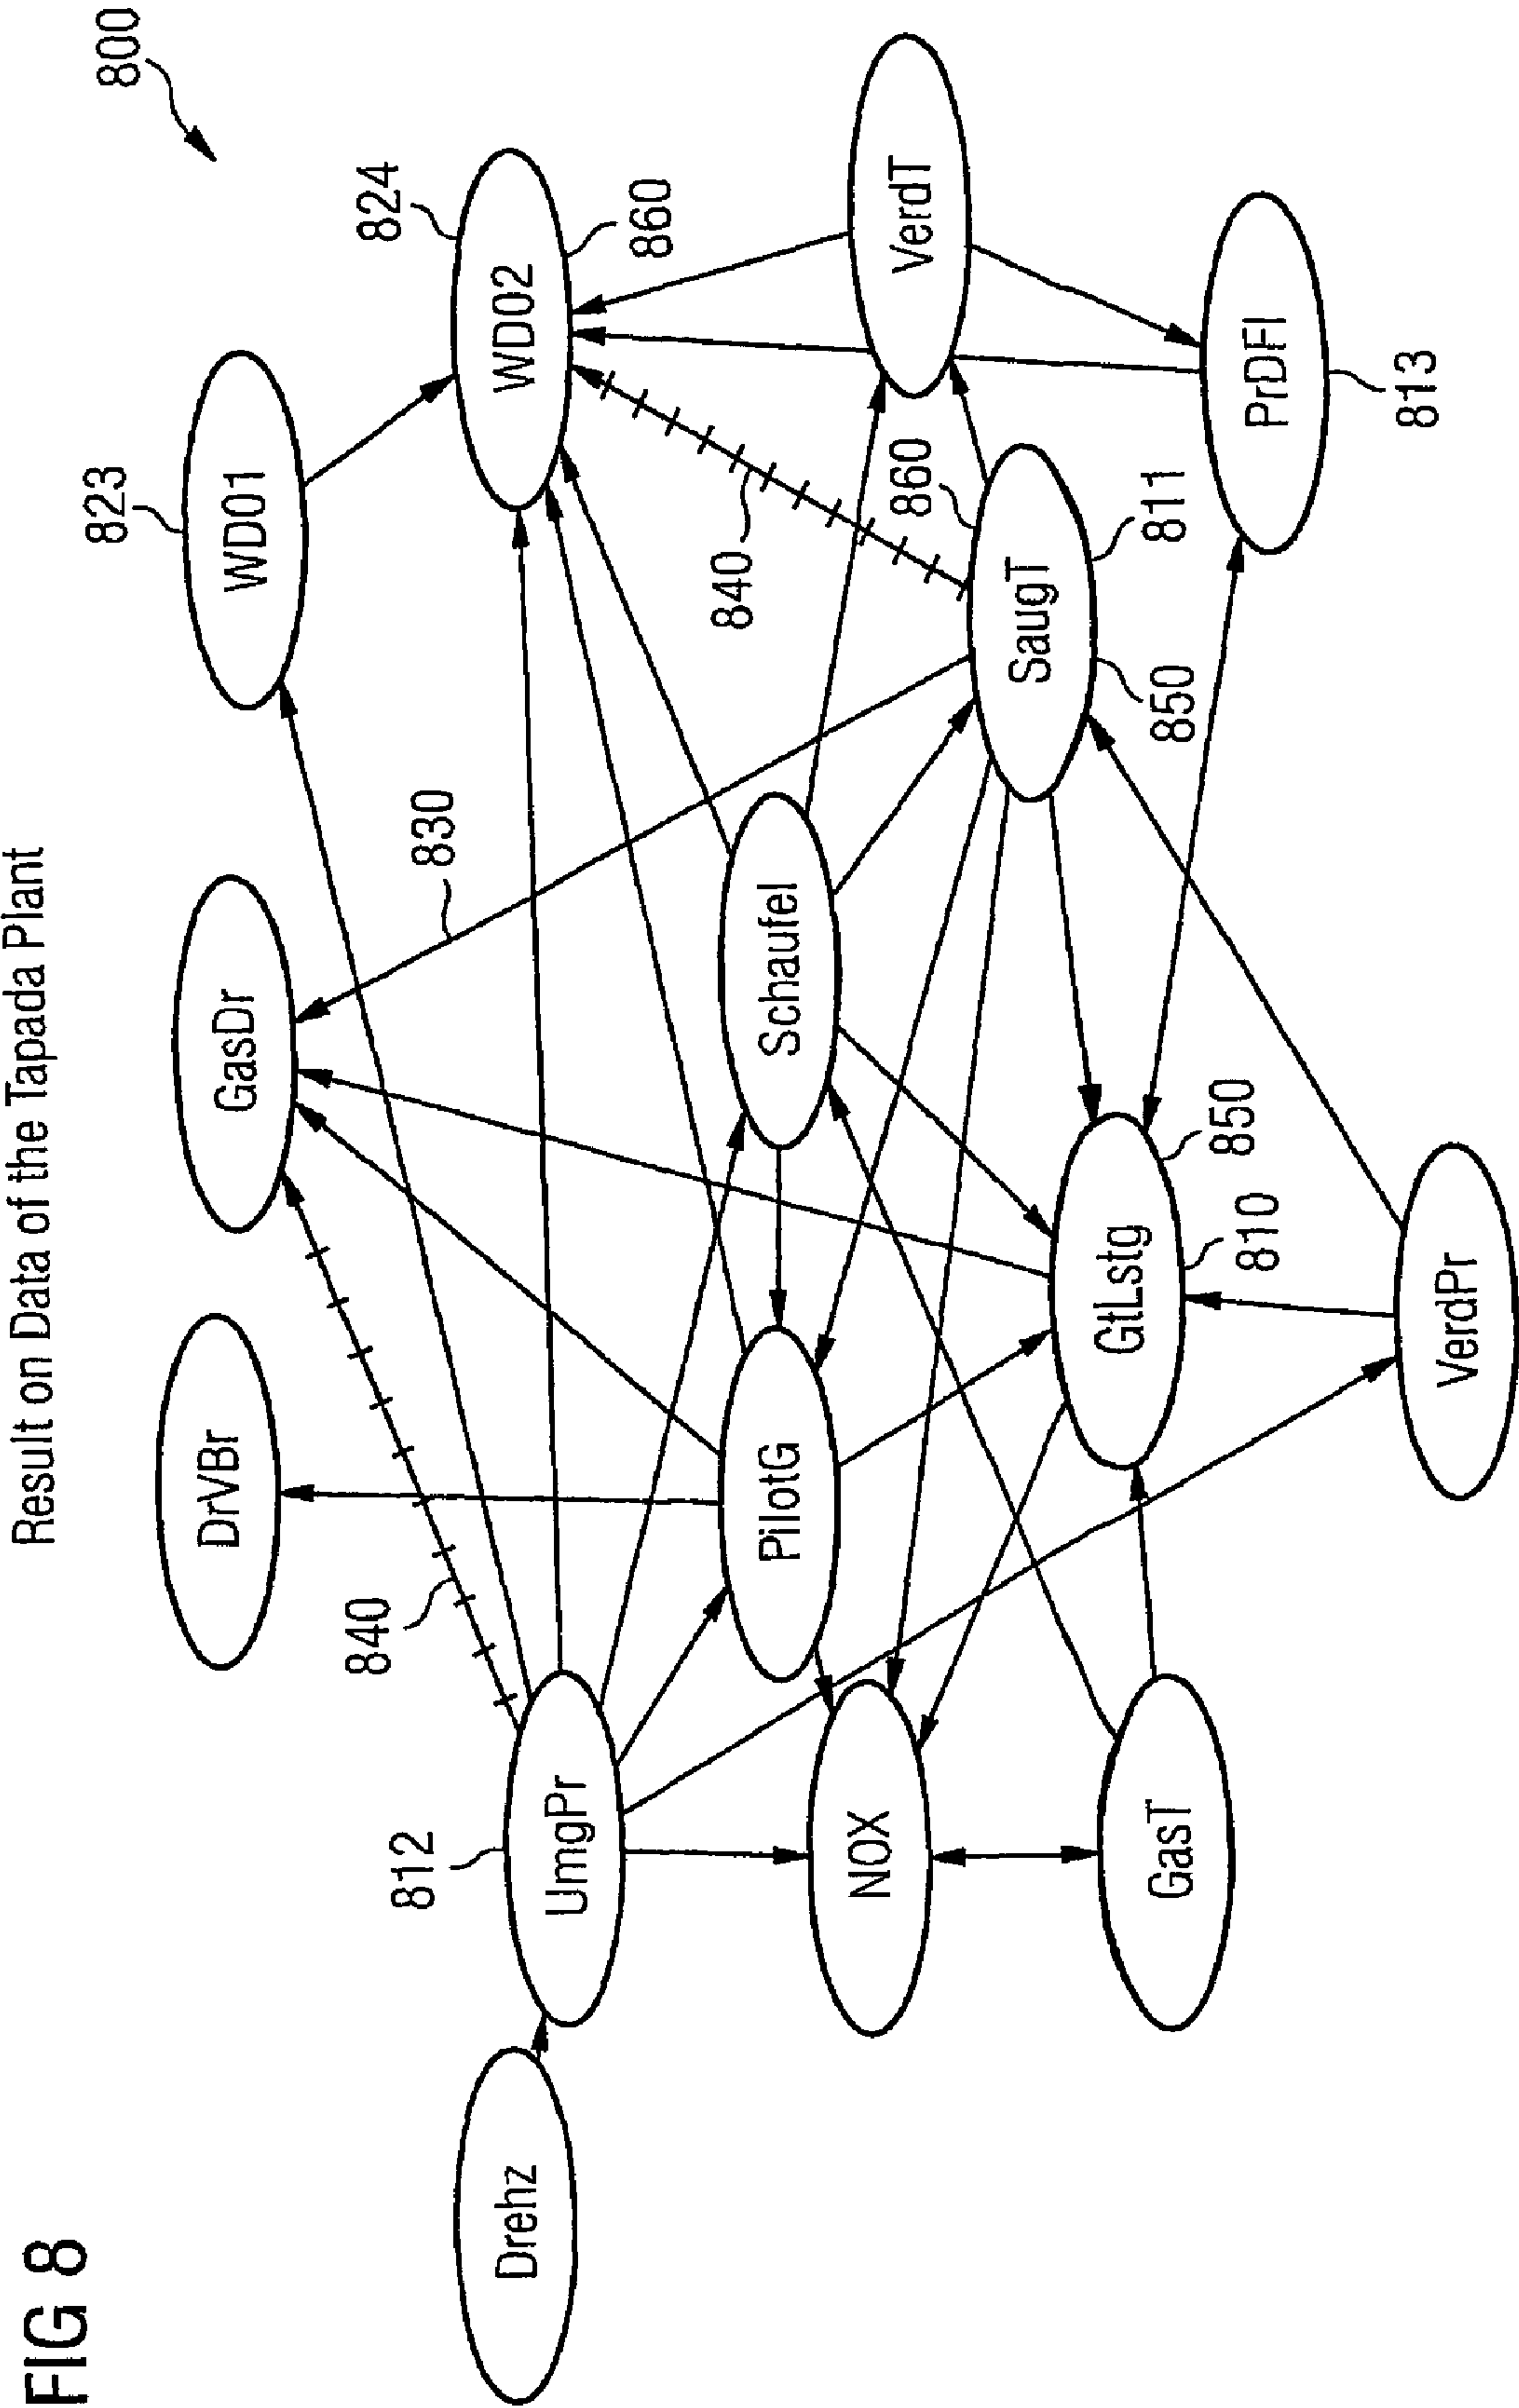 FIG 8
Result on Data of the Tapada Plant
800
DrVBr
GasDr
WD01
823
840
830
WD02
824
860
812
UmgPr
Drehz
840
PilotG
Schaufel
VerdT
860
NOX
SaugT
811
850
GtLstg
850
810
GasT
PrDFl
813
VerdPr